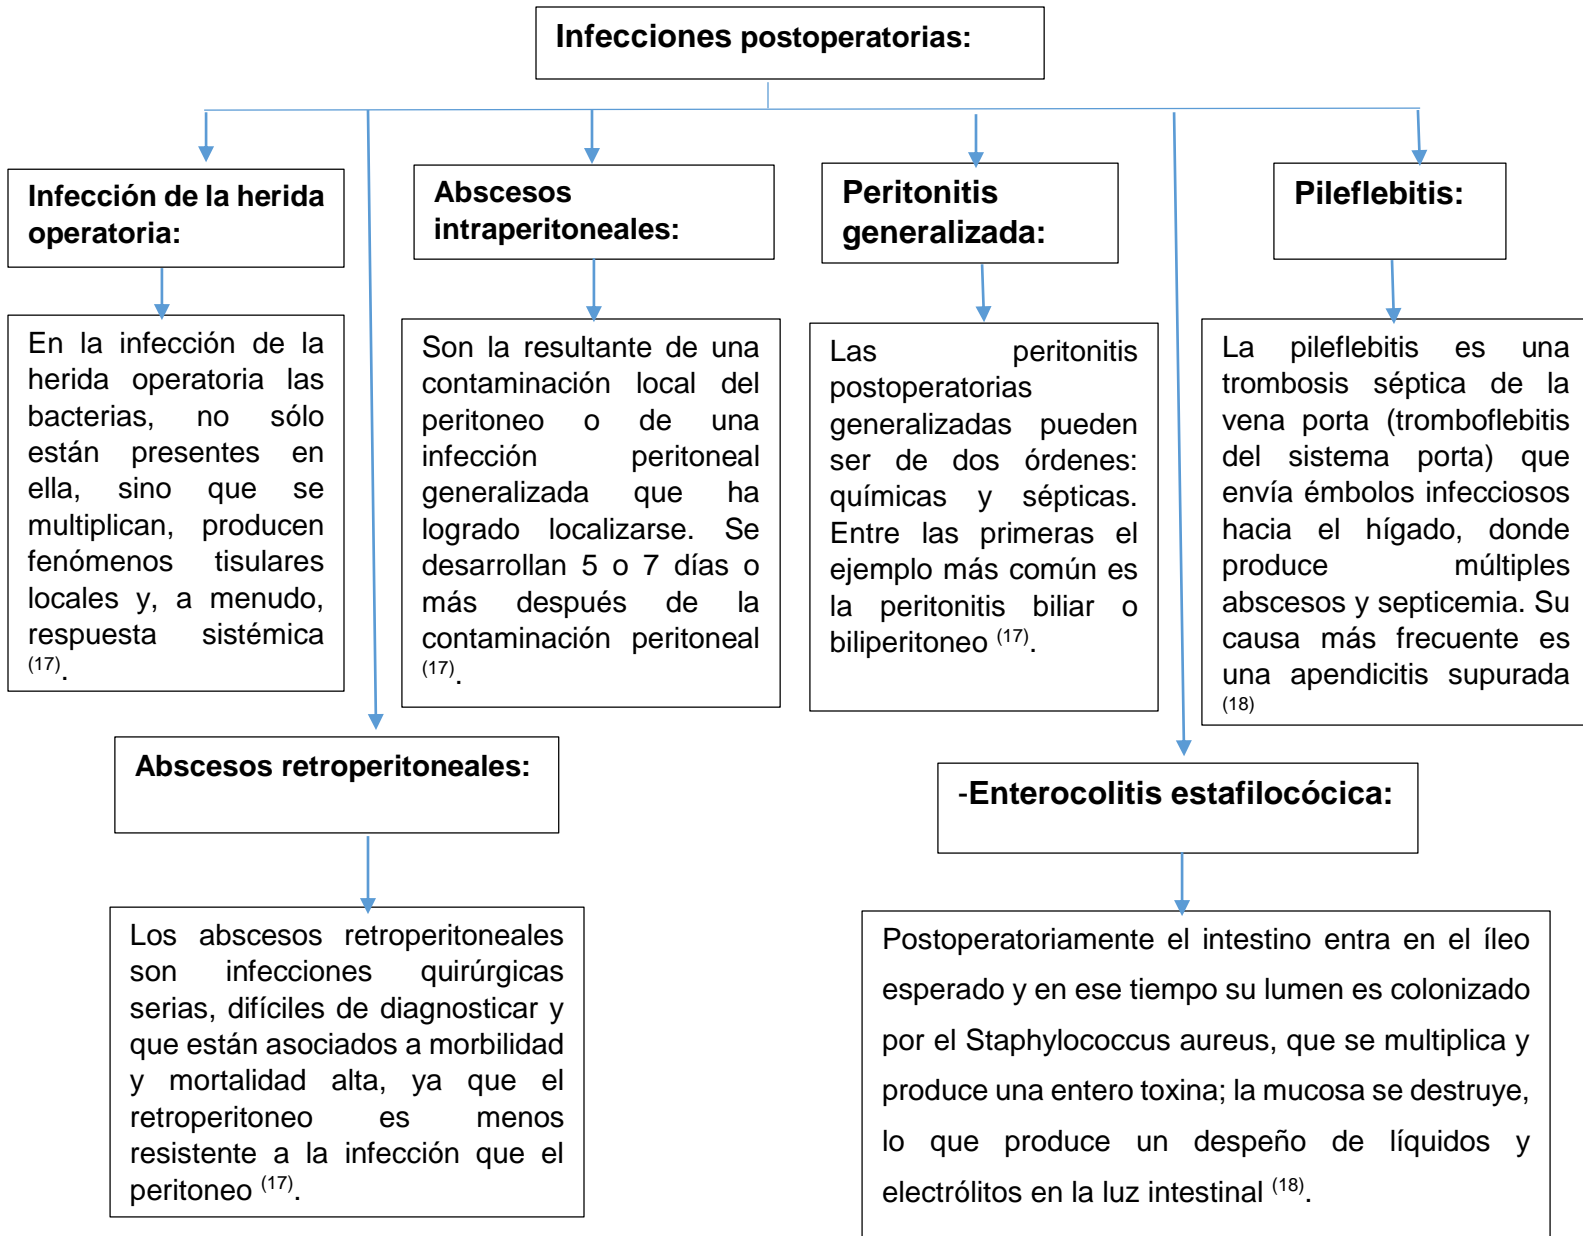 Infecciones postoperatorias:
Infección de la herida
operatoria:
En la infección de la
herida operatoria las
bacterias, no sólo
están presentes en
ella, sino que se
multiplican, producen
fenómenos tisulares
locales y, a menudo,
respuesta sistémica
(17).
Abscesos
intraperitoneales:
Son la resultante de una
contaminación local del
peritoneo o de una
infección peritoneal
generalizada que ha
logrado localizarse. Se
desarrollan 5 o 7 días o
más después de la
contaminación peritoneal
(17).
Peritonitis
generalizada:
Las peritonitis
postoperatorias
generalizadas pueden
ser de dos órdenes:
químicas y sépticas.
Entre las primeras el
ejemplo más común es
la peritonitis biliar o
biliperitoneo (17).
Pileflebitis:
La pileflebitis es una
trombosis séptica de la
vena porta (tromboflebitis
del sistema porta) que
envía émbolos infecciosos
hacia el hígado, donde
produce múltiples
abscesos y septicemia. Su
causa más frecuente es
una apendicitis supurada
(18)
Abscesos retroperitoneales:
Los abscesos retroperitoneales
son infecciones quirúrgicas
serias, difíciles de diagnosticar y
que están asociados a morbilidad
y mortalidad alta, ya que el
retroperitoneo es menos
resistente a la infección que el
peritoneo (17).
-Enterocolitis estafilocócica:
Postoperatoriamente el intestino entra en el íleo
esperado y en ese tiempo su lumen es colonizado
por el Staphylococcus aureus, que se multiplica y
produce una entero toxina; la mucosa se destruye,
lo que produce un despeño de líquidos y
electrólitos en la luz intestinal (18).